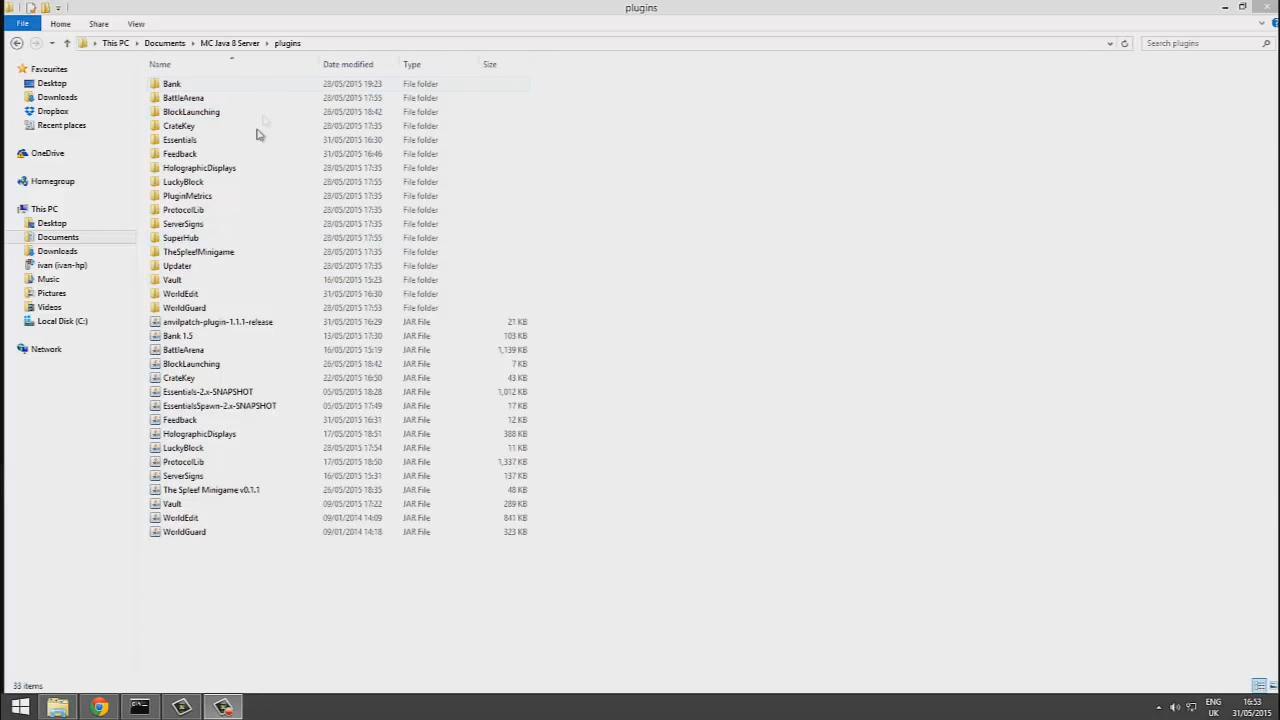 plugins
File Home Share View
This PC Documents MC Java 8 Server plugins Search plugins
Name Date modified Type Size
Favourites
Desktop
Downloads
Dropbox
Recent places
OneDrive
Homegroup
This PC
Desktop
Documents
Downloads
ivan (ivan-hp)
Music
Pictures
Videos
Local Disk (C:)
Network
Bank 28/05/2015 19:23 File folder
BattleArena 28/05/2015 17:55 File folder
BlockLaunching 26/05/2015 18:42 File folder
CrateKey 28/05/2015 17:35 File folder
Essentials 31/05/2015 16:30 File folder
Feedback 31/05/2015 16:46 File folder
HolographicDisplays 28/05/2015 17:35 File folder
LuckyBlock 28/05/2015 17:55 File folder
PluginMetrics 28/05/2015 17:35 File folder
ProtocolLib 28/05/2015 17:35 File folder
ServerSigns 28/05/2015 17:35 File folder
SuperHub 28/05/2015 17:55 File folder
TheSpleefMinigame 28/05/2015 17:35 File folder
Updater 28/05/2015 17:35 File folder
Vault 16/05/2015 15:23 File folder
WorldEdit 31/05/2015 16:30 File folder
WorldGuard 28/05/2015 17:53 File folder
anvilpatch-plugin-1.1.1-release 31/05/2015 16:29 JAR File 21 KB
Bank 1.5 13/05/2015 17:30 JAR File 103 KB
BattleArena 16/05/2015 15:19 JAR File 1,139 KB
BlockLaunching 26/05/2015 18:42 JAR File 7 KB
CrateKey 22/05/2015 16:50 JAR File 43 KB
Essentials-2.x-SNAPSHOT 05/05/2015 18:28 JAR File 1,012 KB
EssentialsSpawn-2.x-SNAPSHOT 05/05/2015 17:49 JAR File 17 KB
Feedback 31/05/2015 16:31 JAR File 12 KB
HolographicDisplays 17/05/2015 18:51 JAR File 388 KB
LuckyBlock 28/05/2015 17:54 JAR File 11 KB
ProtocolLib 17/05/2015 18:50 JAR File 1,337 KB
ServerSigns 16/05/2015 15:31 JAR File 137 KB
The Spleef Minigame v0.1.1 26/05/2015 18:35 JAR File 48 KB
Vault 09/05/2015 17:22 JAR File 289 KB
WorldEdit 09/01/2014 14:09 JAR File 841 KB
WorldGuard 09/01/2014 14:18 JAR File 323 KB
33 items
ENG 16:53
UK 31/05/2015